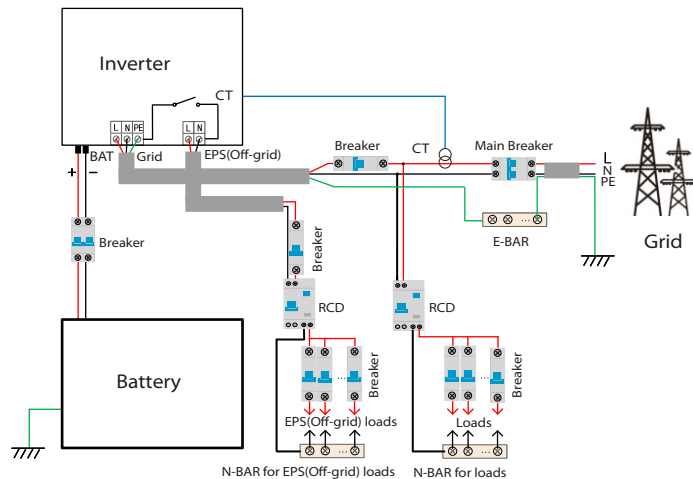 Inverter
CT
L N PE
L N
BAT
Grid
EPS(Off-grid)
+ −
Breaker
CT
Main Breaker
L
N
PE
Grid
E-BAR
Breaker
Breaker
RCD
RCD
Battery
Breaker
Breaker
EPS(Off-grid) loads
Loads
N-BAR for EPS(Off-grid) loads
N-BAR for loads